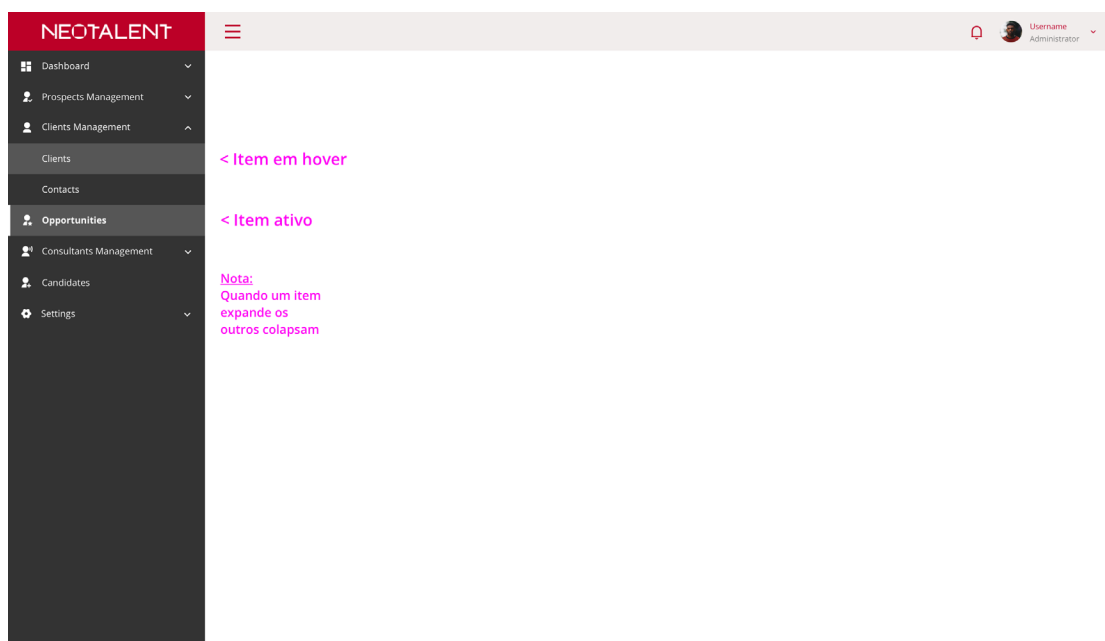 NEOTALENT
Username
Administrator
Dashboard
Prospects Management
Clients Management
Clients
< Item em hover
Contacts
Opportunities
< Item ativo
Consultants Management
Candidates
Settings
Nota:
Quando um item
expande os
outros colapsam